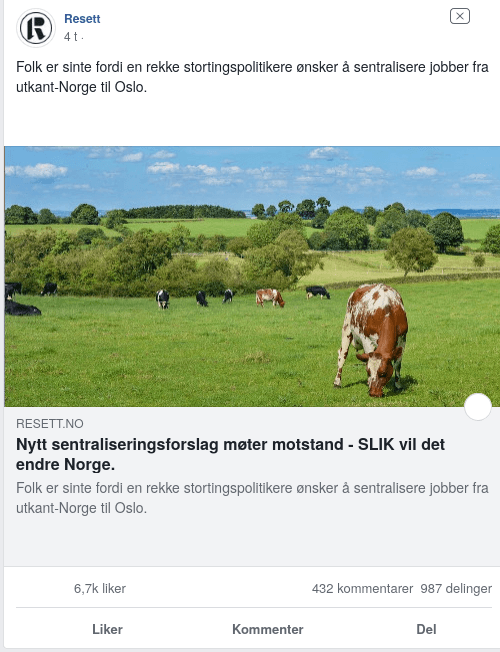 Resett
4 t ·
Folk er sinte fordi en rekke stortingspolitikere ønsker å sentralisere jobber fra
utkant-Norge til Oslo.
RESETT.NO
Nytt sentraliseringsforslag møter motstand - SLIK vil det
endre Norge.
Folk er sinte fordi en rekke stortingspolitikere ønsker å sentralisere jobber fra
utkant-Norge til Oslo.
6,7k liker 432 kommentarer 987 delinger
Liker Kommenter Del